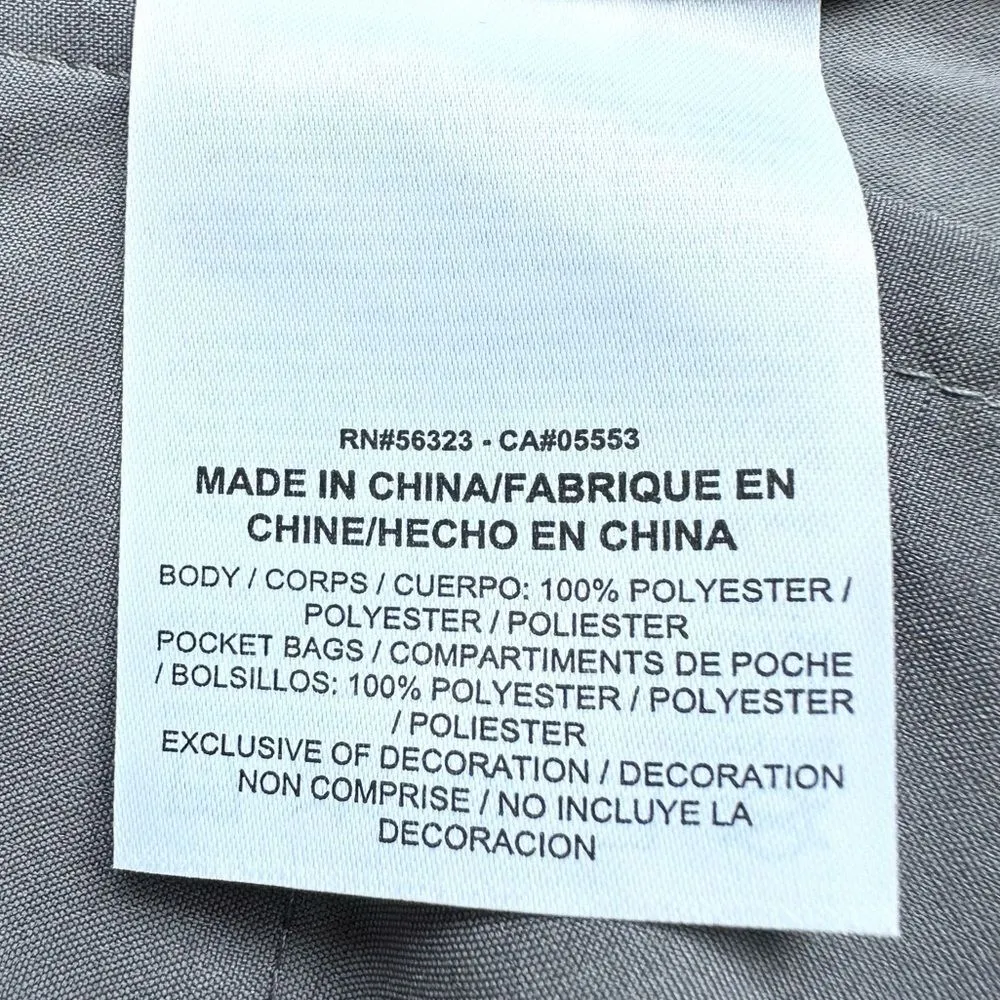 RN#56323 - CA#05553
MADE IN CHINA/FABRIQUE EN
CHINE/HECHO EN CHINA
BODY / CORPS / CUERPO: 100% POLYESTER /
POLYESTER / POLIESTER
POCKET BAGS / COMPARTIMENTS DE POCHE
/ BOLSILLOS: 100% POLYESTER / POLYESTER
/ POLIESTER
EXCLUSIVE OF DECORATION / DECORATION
NON COMPRISE / NO INCLUYE LA
DECORACION